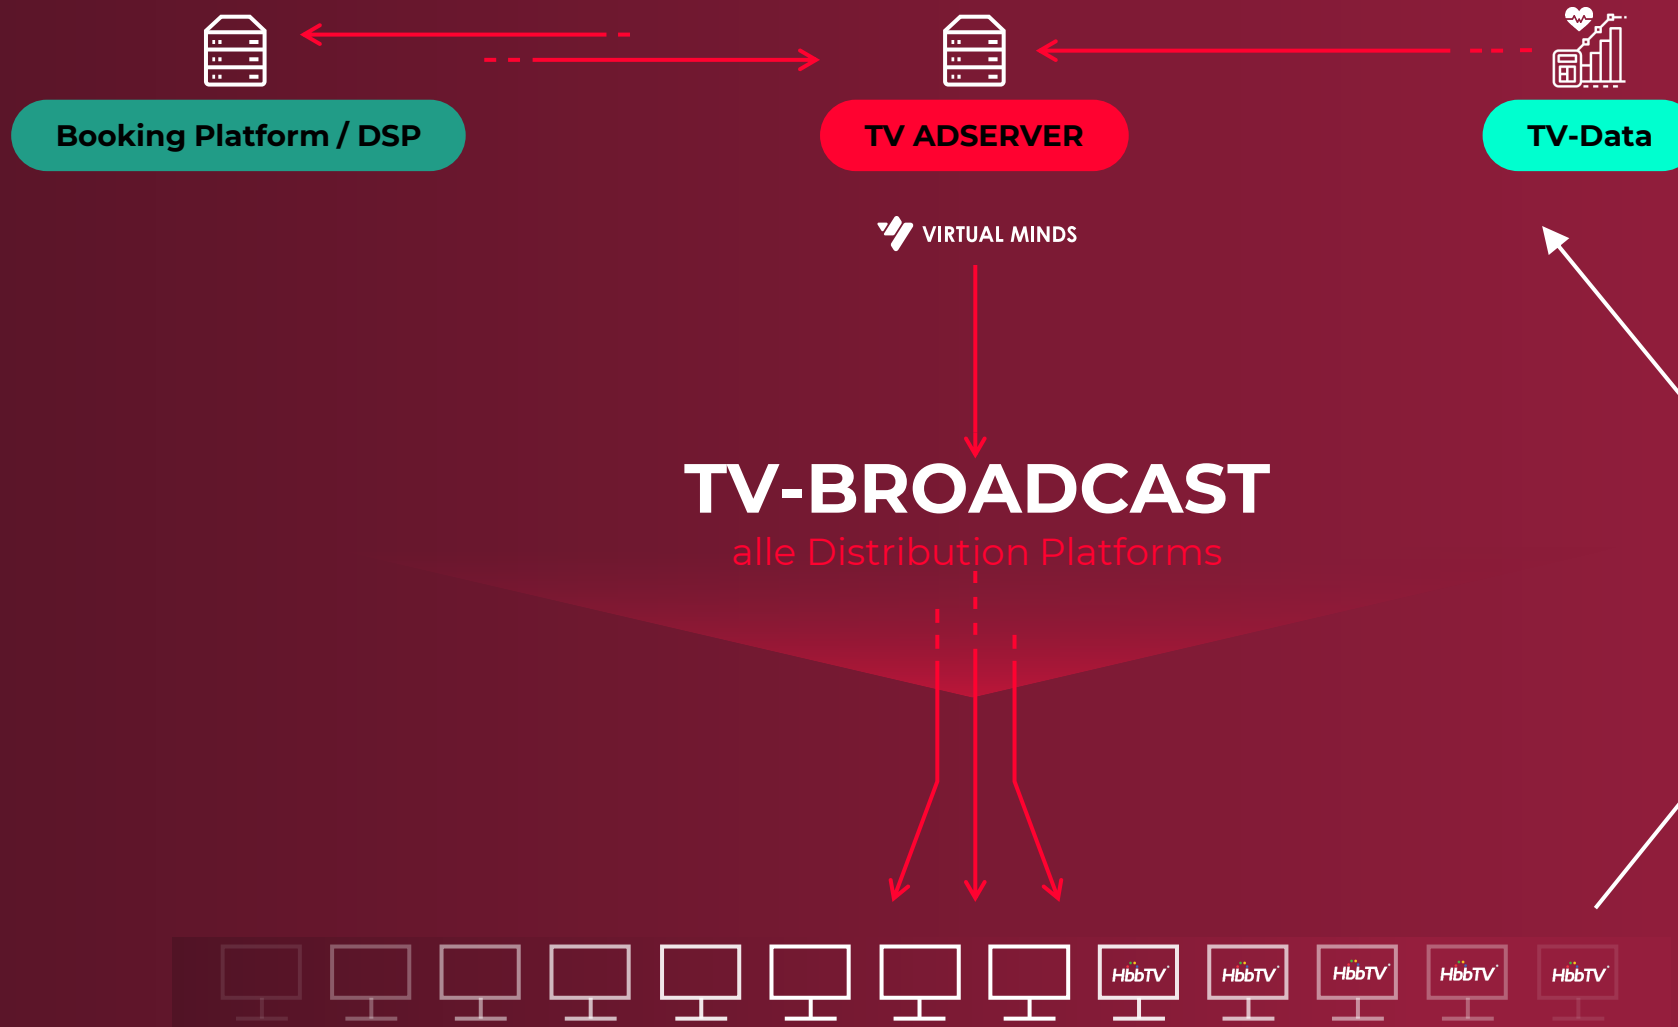 Booking Platform / DSP
TV ADSERVER
TV-Data
VIRTUAL MINDS
TV-BROADCAST
alle Distribution Platforms
HbbTV
HbbTV
HbbTV
HbbTV
HbbTV